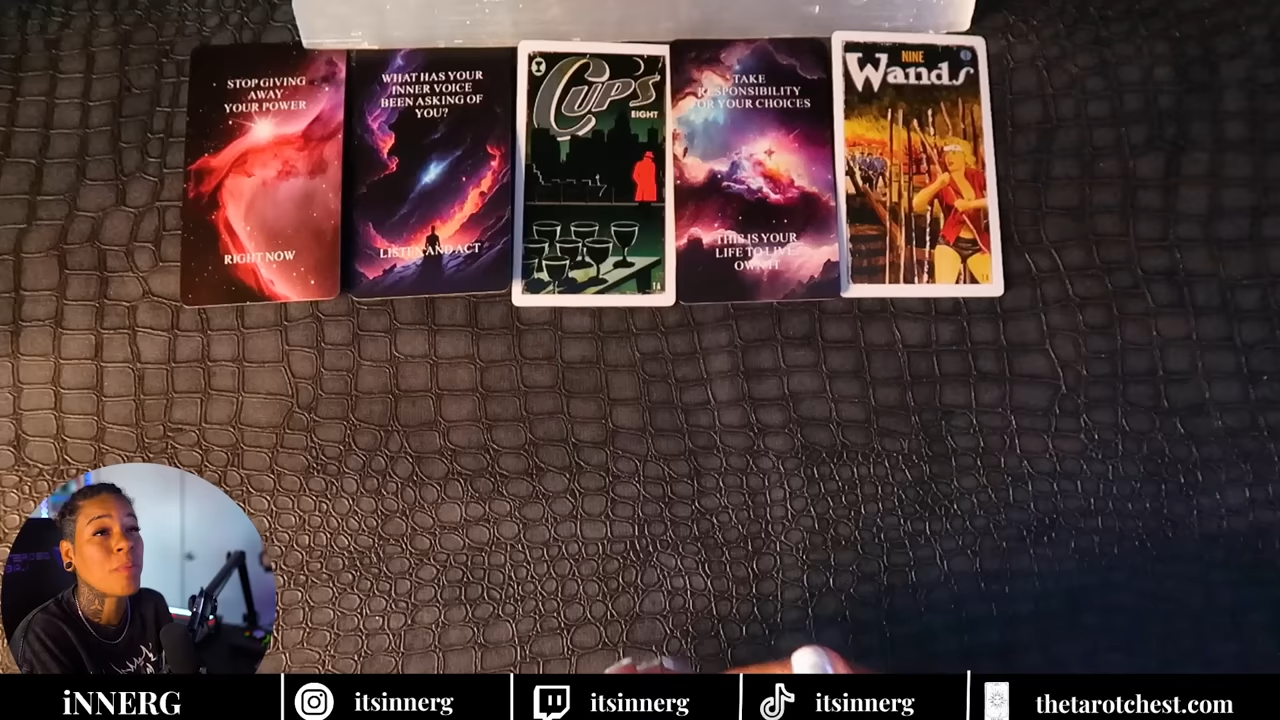 STOP GIVING
AWAY
YOUR POWER
RIGHT NOW
WHAT HAS YOUR
INNER VOICE
BEEN ASKING OF
YOU?
LISTEN AND ACT
CUPS
EIGHT
TAKE
RESPONSIBILITY
FOR YOUR CHOICES
THIS IS YOUR
LIFE TO LIVE.
OWN IT
NINE
Wands
iNNERG
itsinnerg
itsinnerg
itsinnerg
thetarotchest.com